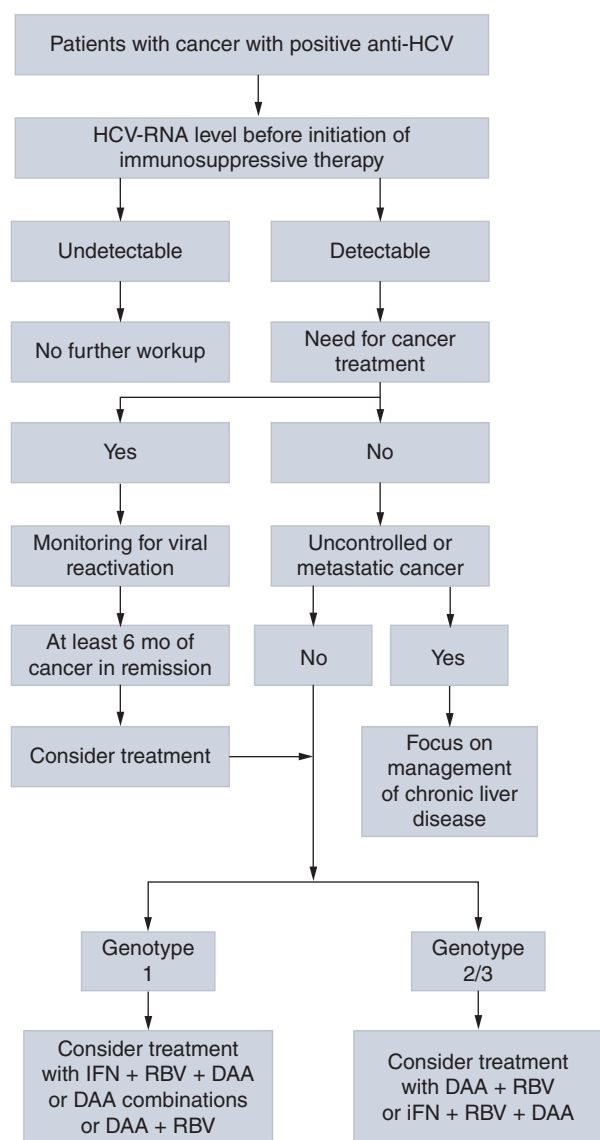 Patients with cancer with positive anti-HCV
HCV-RNA level before initiation of
immunosuppressive therapy
Undetectable
Detectable
No further workup
Need for cancer
treatment
Yes
No
Monitoring for viral
reactivation
Uncontrolled or
metastatic cancer
At least 6 mo of
cancer in remission
No
Yes
Consider treatment
Focus on
management
of chronic liver
disease
Genotype
1
Genotype
2/3
Consider treatment
with IFN + RBV + DAA
or DAA combinations
or DAA + RBV
Consider treatment
with DAA + RBV
or iFN + RBV + DAA